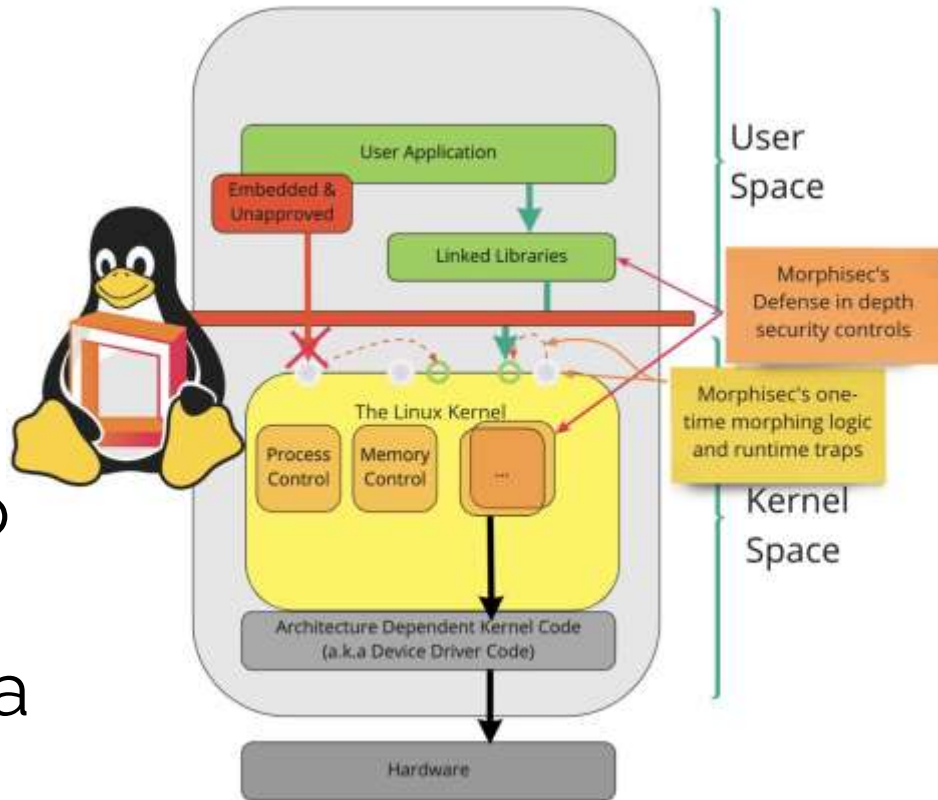 User Application
Embedded &
Unapproved
Linked Libraries
User
Space
Morphisec's
Defense in depth
security controls
Morphisec's one-
time morphing logic
and runtime traps
The Linux Kernel
Process
Control
Memory
Control
...
Kernel
Space
o
a
Architecture Dependent Kernel Code
(a.k.a Device Driver Code)
Hardware